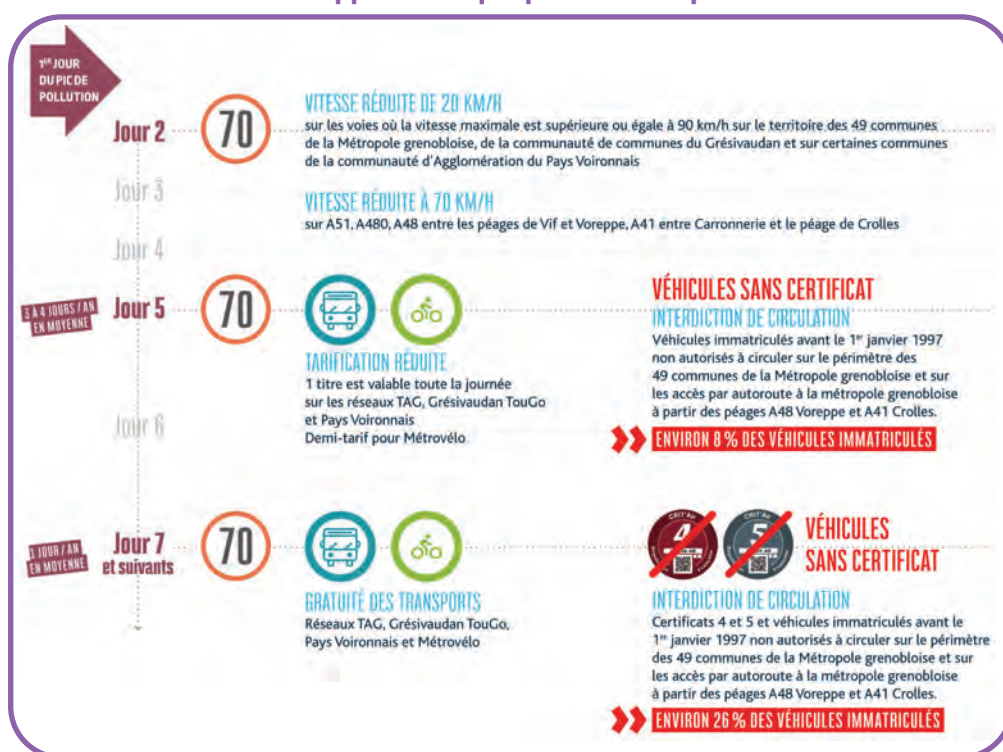 1ER JOUR
DU PIC DE
POLLUTION
Jour 2
70
VITESSE RÉDUITE DE 20 KM/H
sur les voies où la vitesse maximale est supérieure ou égale à 90 km/h sur le territoire des 49 communes
de la Métropole grenobloise, de la communauté de communes du Grésivaudan et sur certaines communes
de la communauté d'Agglomération du Pays Voironnais
Jour 3
VITESSE RÉDUITE À 70 KM/H
sur A51, A480, A48 entre les péages de Vif et Voreppe, A41 entre Carronnerie et le péage de Crolles
Jour 4
3 À 4 JOURS / AN
EN MOYENNE
Jour 5
70
TARIFICATION RÉDUITE
1 titre est valable toute la journée
sur les réseaux TAG, Grésivaudan TouGo
et Pays Voironnais
Demi-tarif pour Métrovélo
VÉHICULES SANS CERTIFICAT
INTERDICTION DE CIRCULATION
Véhicules immatriculés avant le 1er janvier 1997
non autorisés à circuler sur le périmètre des
49 communes de la Métropole grenobloise et sur
les accès par autoroute à la métropole grenobloise
à partir des péages A48 Voreppe et A41 Crolles.
ENVIRON 8 % DES VÉHICULES IMMATRICULÉS
Jour 6
1 JOUR / AN
EN MOYENNE
Jour 7
et suivants
70
GRATUITÉ DES TRANSPORTS
Réseaux TAG, Grésivaudan TouGo,
Pays Voironnais et Métrovélo
CRIT'AIR
4
CRIT'AIR
5
VÉHICULES
SANS CERTIFICAT
INTERDICTION DE CIRCULATION
Certificats 4 et 5 et véhicules immatriculés avant le
1er janvier 1997 non autorisés à circuler sur le périmètre
des 49 communes de la Métropole grenobloise et sur
les accès par autoroute à la métropole grenobloise
à partir des péages A48 Voreppe et A41 Crolles.
ENVIRON 26 % DES VÉHICULES IMMATRICULÉS